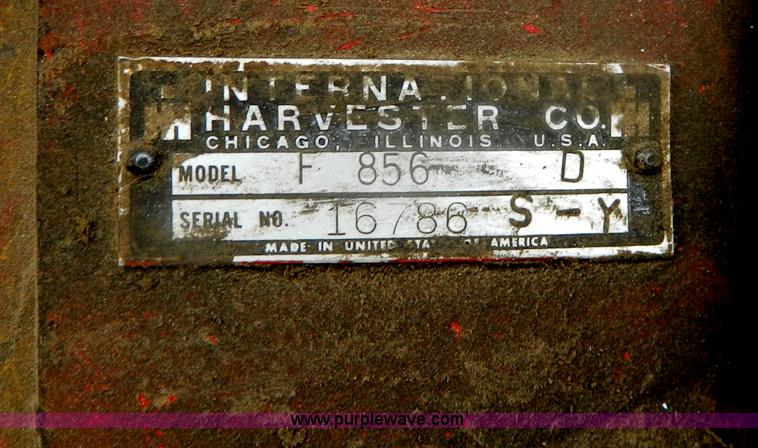 INTERNATIONAL
HARVESTER CO.
CHICAGO, ILLINOIS U.S.A.
MODEL F 856 D
SERIAL NO. 16786 S-Y
MADE IN UNITED STATES OF AMERICA
www.purplewave.com